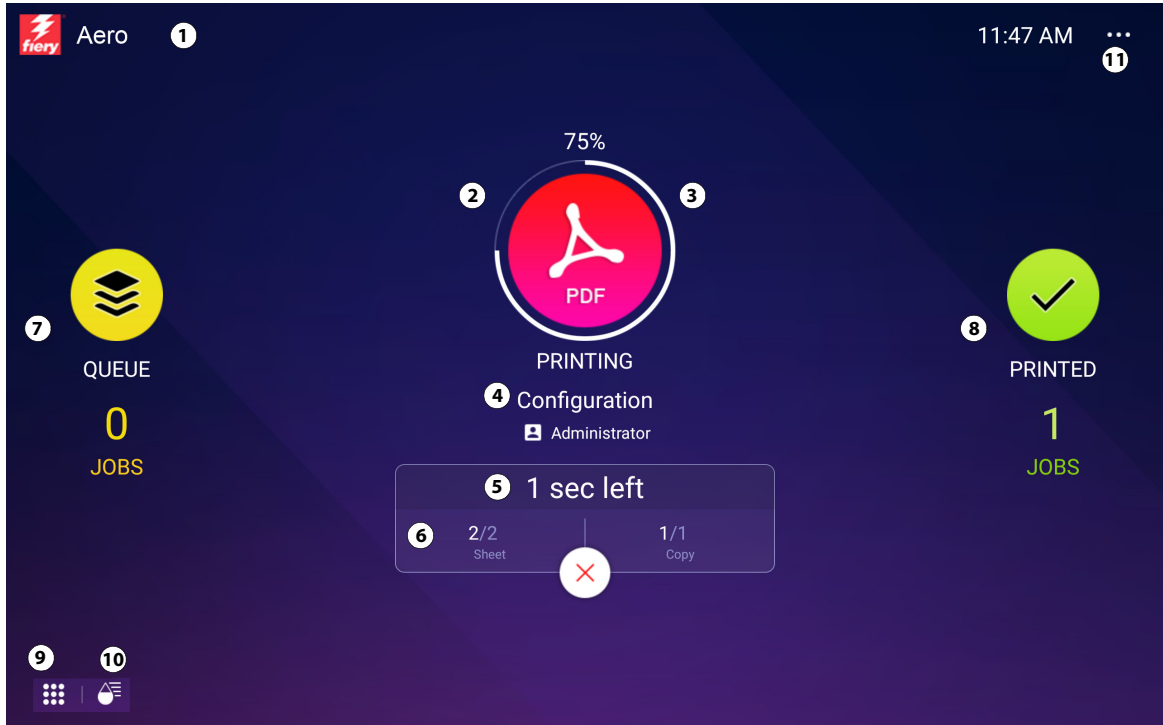 fiery
Aero
1
11:47 AM
...
11
75%
2
3
PDF
PRINTING
4
Configuration
Administrator
5
1 sec left
6
2/2
Sheet
1/1
Copy
7
QUEUE
0
JOBS
8
PRINTED
1
JOBS
9
10